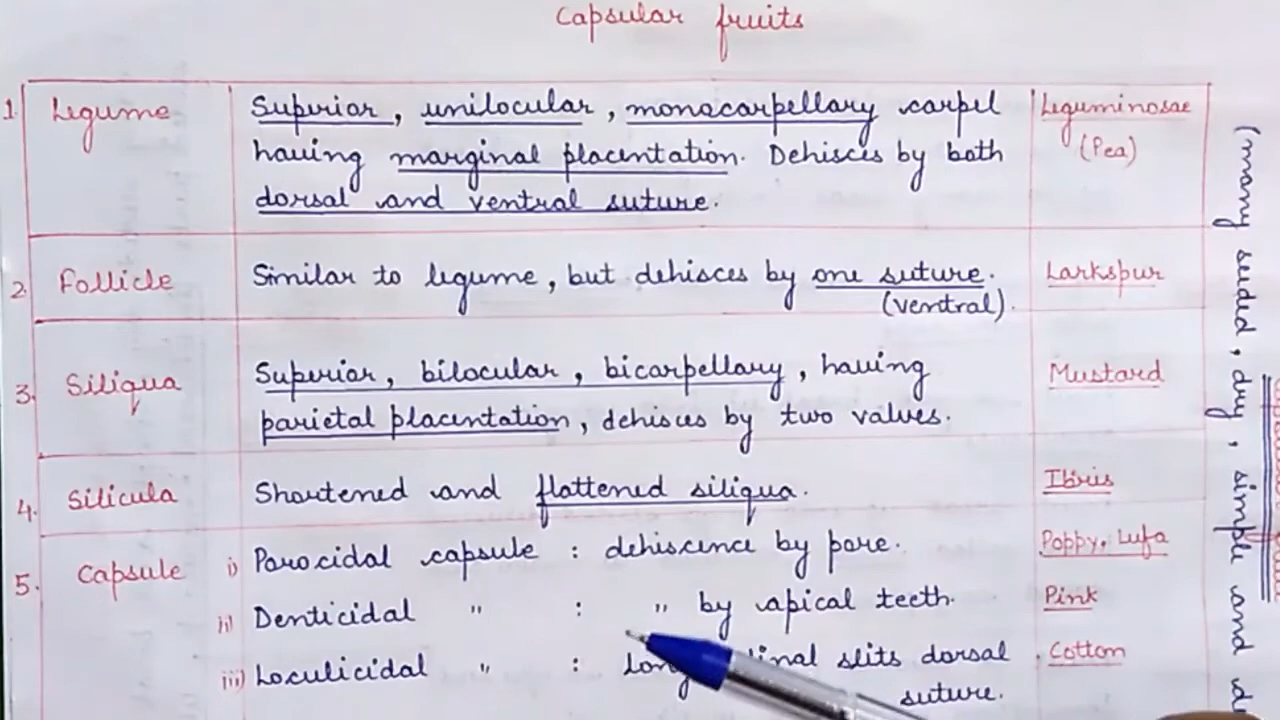 Capsular fruits
1. Legume
Superior, unilocular, monocarpellary carpel
having marginal placentation. Dehisces by both
dorsal and ventral suture.
Leguminosae
(Pea)
2. Follicle
Similar to legume, but dehisces by one suture.
(ventral).
Larkspur
3. Siliqua
Superior, bilocular, bicarpellary, having
parietal placentation, dehisces by two valves.
Mustard
4. Silicula
Shortened and flattened siliqua.
Ibris
5. Capsule
i) Porocidal capsule : dehiscence by pore.
Poppy, Lufa
ii) Denticidal " : " by apical teeth.
Pink
iii) Loculicidal " : slits dorsal
suture.
Cotton
(many seeded, dry, simple and